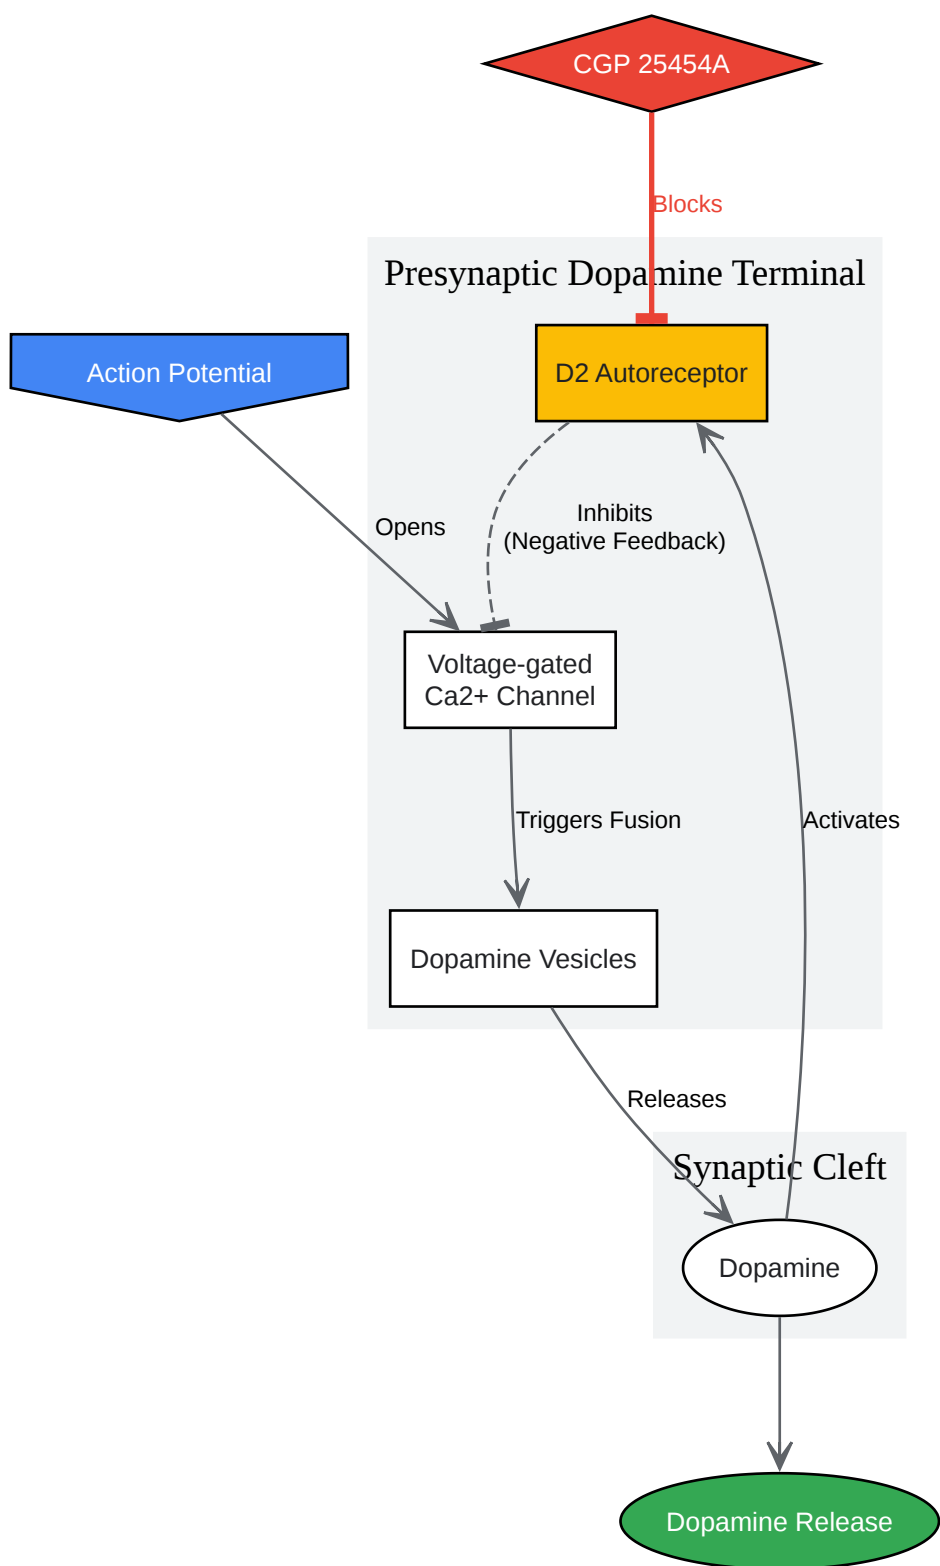 CGP 25454A
Blocks
Presynaptic Dopamine Terminal
Action Potential
D2 Autoreceptor
Opens
Inhibits
(Negative Feedback)
Voltage-gated
Ca2+ Channel
Triggers Fusion
Activates
Dopamine Vesicles
Releases
Synaptic Cleft
Dopamine
Dopamine Release